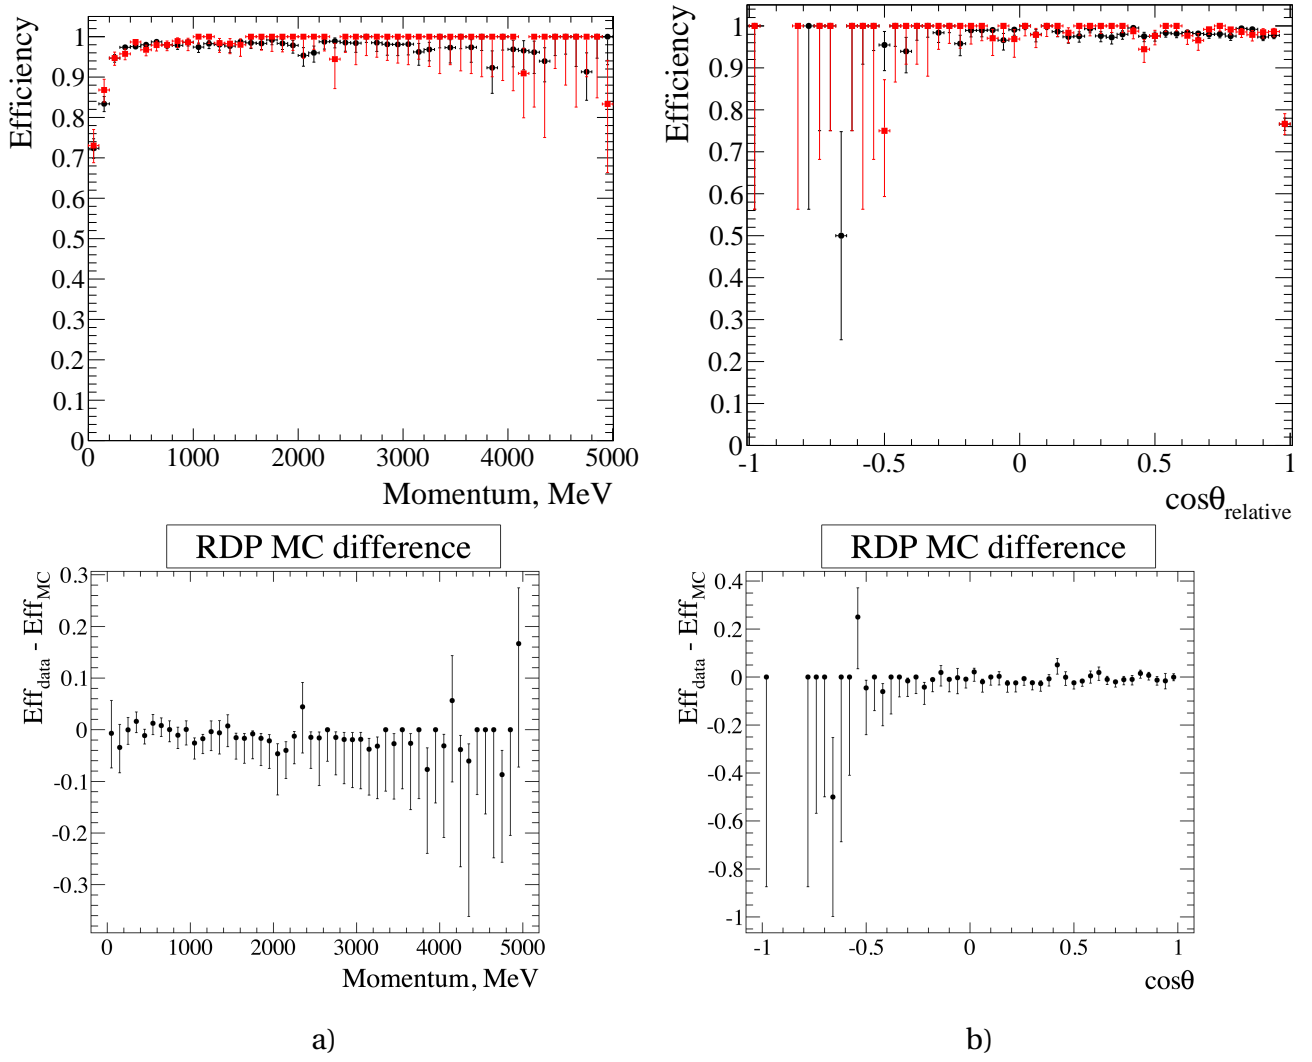 Efficiency
1
0.9
0.8
0.7
0.6
0.5
0.4
0.3
0.2
0.1
0
0 1000 2000 3000 4000 5000
Momentum, MeV
Efficiency
1
0.9
0.8
0.7
0.6
0.5
0.4
0.3
0.2
0.1
0
-1 -0.5 0 0.5 1
cosθrelative
RDP MC difference
Effdata - EffMC
0.3
0.2
0.1
0
-0.1
-0.2
-0.3
0 1000 2000 3000 4000 5000
Momentum, MeV
RDP MC difference
Effdata - EffMC
0.4
0.2
0
-0.2
-0.4
-0.6
-0.8
-1
-1 -0.5 0 0.5 1
cosθ
a)
b)